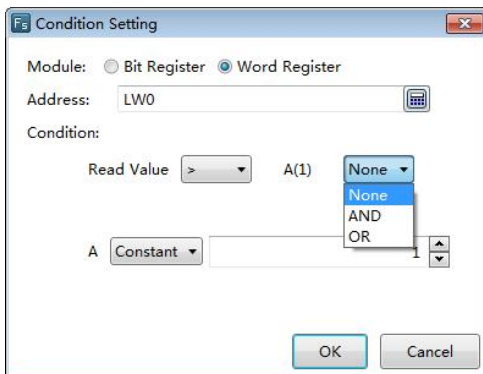 Fs Condition Setting
Module: Bit Register Word Register
Address: LW0
Condition:
Read Value > A(1) None
None
AND
OR
A Constant 1
OK Cancel